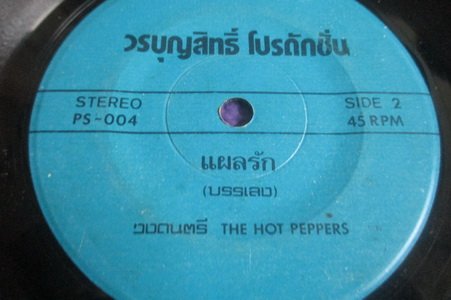 วรบุญสิทธิ์ โปรดักชั่น
STEREO SIDE 2
PS-004 45 RPM
แผลรัก
(บรรเลง)
วงดนตรี THE HOT PEPPERS